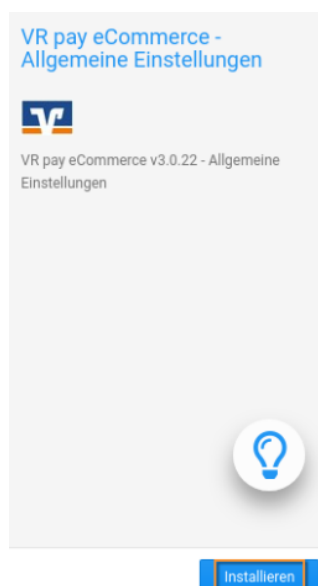 VR pay eCommerce -
Allgemeine Einstellungen
VR pay eCommerce v3.0.22 - Allgemeine
Einstellungen
Installieren